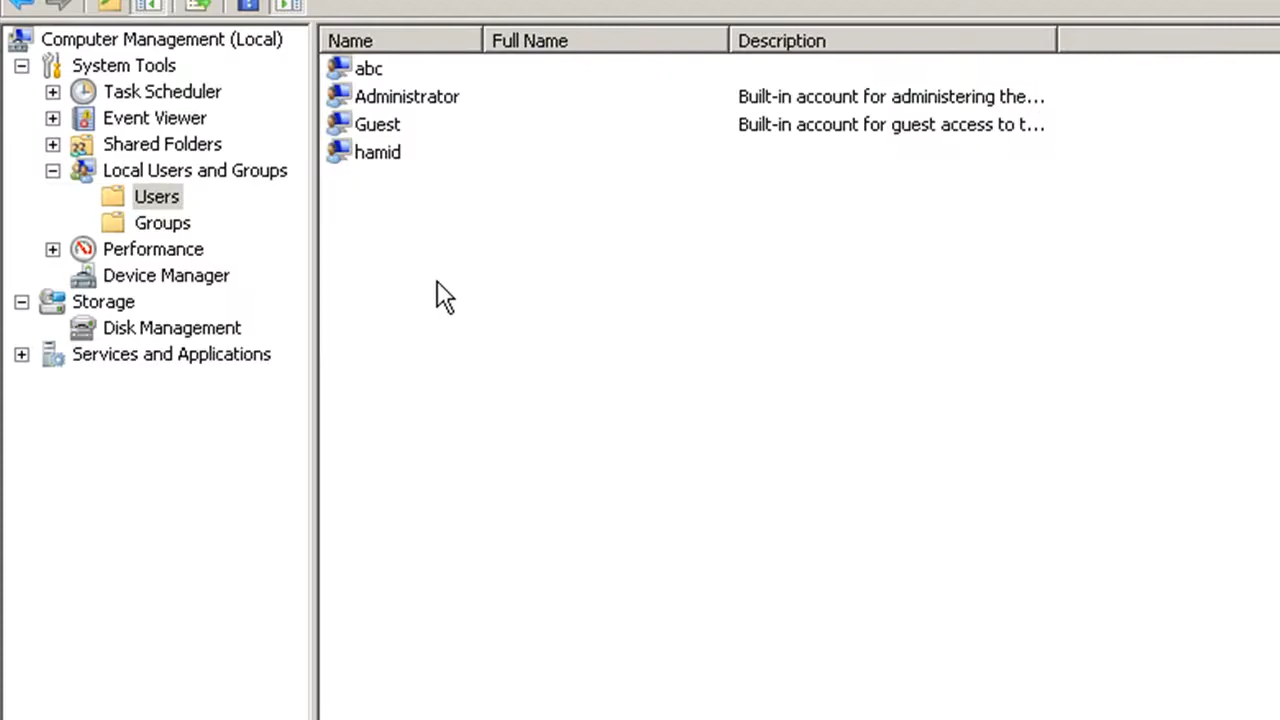 Computer Management (Local)
System Tools
Task Scheduler
Event Viewer
Shared Folders
Local Users and Groups
Users
Groups
Performance
Device Manager
Storage
Disk Management
Services and Applications
Name Full Name Description
abc
Administrator Built-in account for administering the...
Guest Built-in account for guest access to t...
hamid